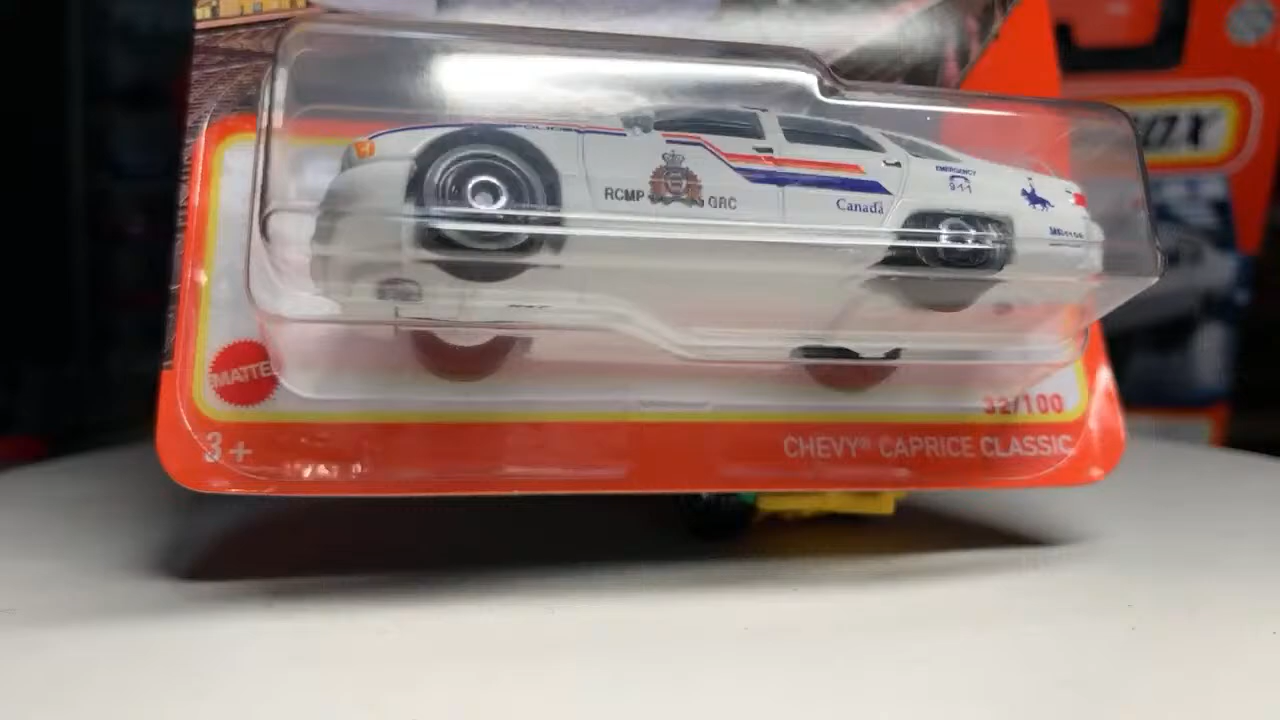 POLICE
RCMP GRC
Canada
EMERGENCY
911
MATTEL
3+
32/100
CHEVY® CAPRICE CLASSIC